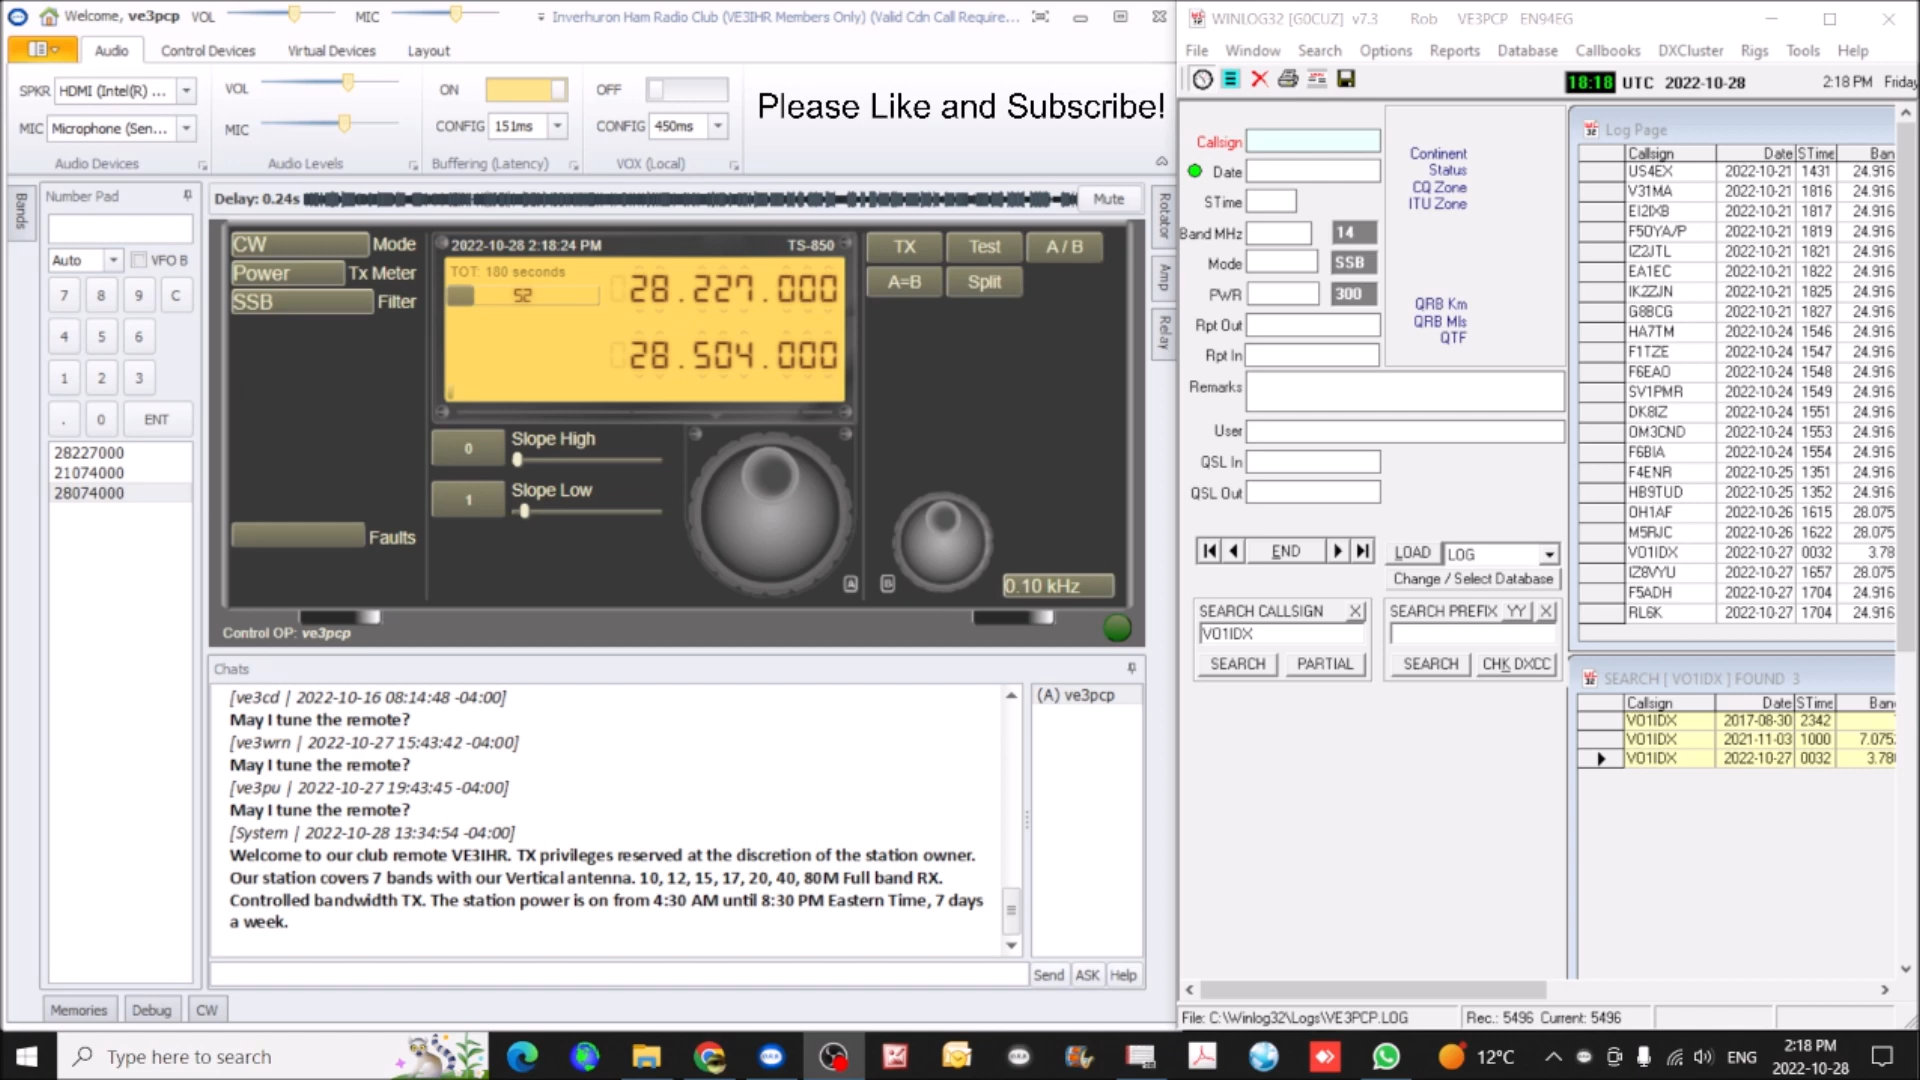 Welcome, ve3pcp VOL MIC Inverhuron Ham Radio Club (VE3IHR Members Only) (Valid Cdn Call Require...
Audio Control Devices Virtual Devices Layout
SPKR HDMI (Intel(R) ... VOL ON OFF
MIC Microphone (Sen... MIC CONFIG 151ms CONFIG 450ms
Audio Devices Audio Levels Buffering (Latency) VOX (Local)
Please Like and Subscribe!
Bands
Number Pad
Auto VFO B
7 8 9 C
4 5 6
1 2 3
. 0 ENT
28227000
21074000
28074000
Memories Debug CW
Delay: 0.24s Mute
Rotator
Amp
Relay
CW Mode
Power Tx Meter
SSB Filter
Faults
2022-10-28 2:18:24 PM TS-850
TOT: 180 seconds
S2
28.227.000
28.504.000
TX Test A / B
A=B Split
0 Slope High
1 Slope Low
A B
0.10 kHz
Control OP: ve3pcp
Chats
[ve3cd | 2022-10-16 08:14:48 -04:00]
May I tune the remote?
[ve3wrn | 2022-10-27 15:43:42 -04:00]
May I tune the remote?
[ve3pu | 2022-10-27 19:43:45 -04:00]
May I tune the remote?
[System | 2022-10-28 13:34:54 -04:00]
Welcome to our club remote VE3IHR. TX privileges reserved at the discretion of the station owner.
Our station covers 7 bands with our Vertical antenna. 10, 12, 15, 17, 20, 40, 80M Full band RX.
Controlled bandwidth TX. The station power is on from 4:30 AM until 8:30 PM Eastern Time, 7 days
a week.
(A) ve3pcp
Send ASK Help
WINLOG32 [G0CUZ] v7.3 Rob VE3PCP EN94EG
File Window Search Options Reports Database Callbooks DXCluster Rigs Tools Help
18:18 UTC 2022-10-28 2:18 PM Friday
Callsign
Date
STime
Band MHz 14
Mode SSB
PWR 300
Rpt Out
Rpt In
Remarks
User
QSL In
QSL Out
Continent
Status
CQ Zone
ITU Zone
QRB Km
QRB Mls
QTF
END LOAD LOG
Change / Select Database
SEARCH CALLSIGN X SEARCH PREFIX YY X
VO1IDX
SEARCH PARTIAL SEARCH CHK DXCC
Log Page
Callsign Date STime Ban
US4EX 2022-10-21 1431 24.916
V31MA 2022-10-21 1816 24.916
EI2IXB 2022-10-21 1817 24.916
F5OYA/P 2022-10-21 1819 24.916
IZ2JTL 2022-10-21 1821 24.916
EA1EC 2022-10-21 1822 24.916
IK2ZJN 2022-10-21 1825 24.916
G8BCG 2022-10-21 1827 24.916
HA7TM 2022-10-24 1546 24.916
F1TZE 2022-10-24 1547 24.916
F6EAO 2022-10-24 1548 24.916
SV1PMR 2022-10-24 1549 24.916
DK8IZ 2022-10-24 1551 24.916
OM3CND 2022-10-24 1553 24.916
F6BIA 2022-10-24 1554 24.916
F4ENR 2022-10-25 1351 24.916
HB9TUD 2022-10-25 1352 24.916
OH1AF 2022-10-26 1615 28.075
M5RJC 2022-10-26 1622 28.075
VO1IDX 2022-10-27 0032 3.78
IZ8VYU 2022-10-27 1657 28.075
F5ADH 2022-10-27 1704 24.916
RL6K 2022-10-27 1704 24.916
SEARCH [ VO1IDX ] FOUND 3
Callsign Date STime Ban
VO1IDX 2017-08-30 2342
VO1IDX 2021-11-03 1000 7.075
VO1IDX 2022-10-27 0032 3.78
File: C:\Winlog32\Logs\VE3PCP.LOG Rec.: 5496 Current: 5496
Type here to search
12°C ENG 2:18 PM
2022-10-28